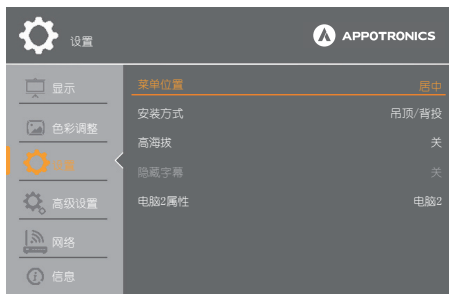 设置
APPOTRONICS
显示
色彩调整
设置
高级设置
网络
信息
菜单位置 居中
安装方式 吊顶/背投
高海拔 关
隐藏字幕 关
电脑2属性 电脑2